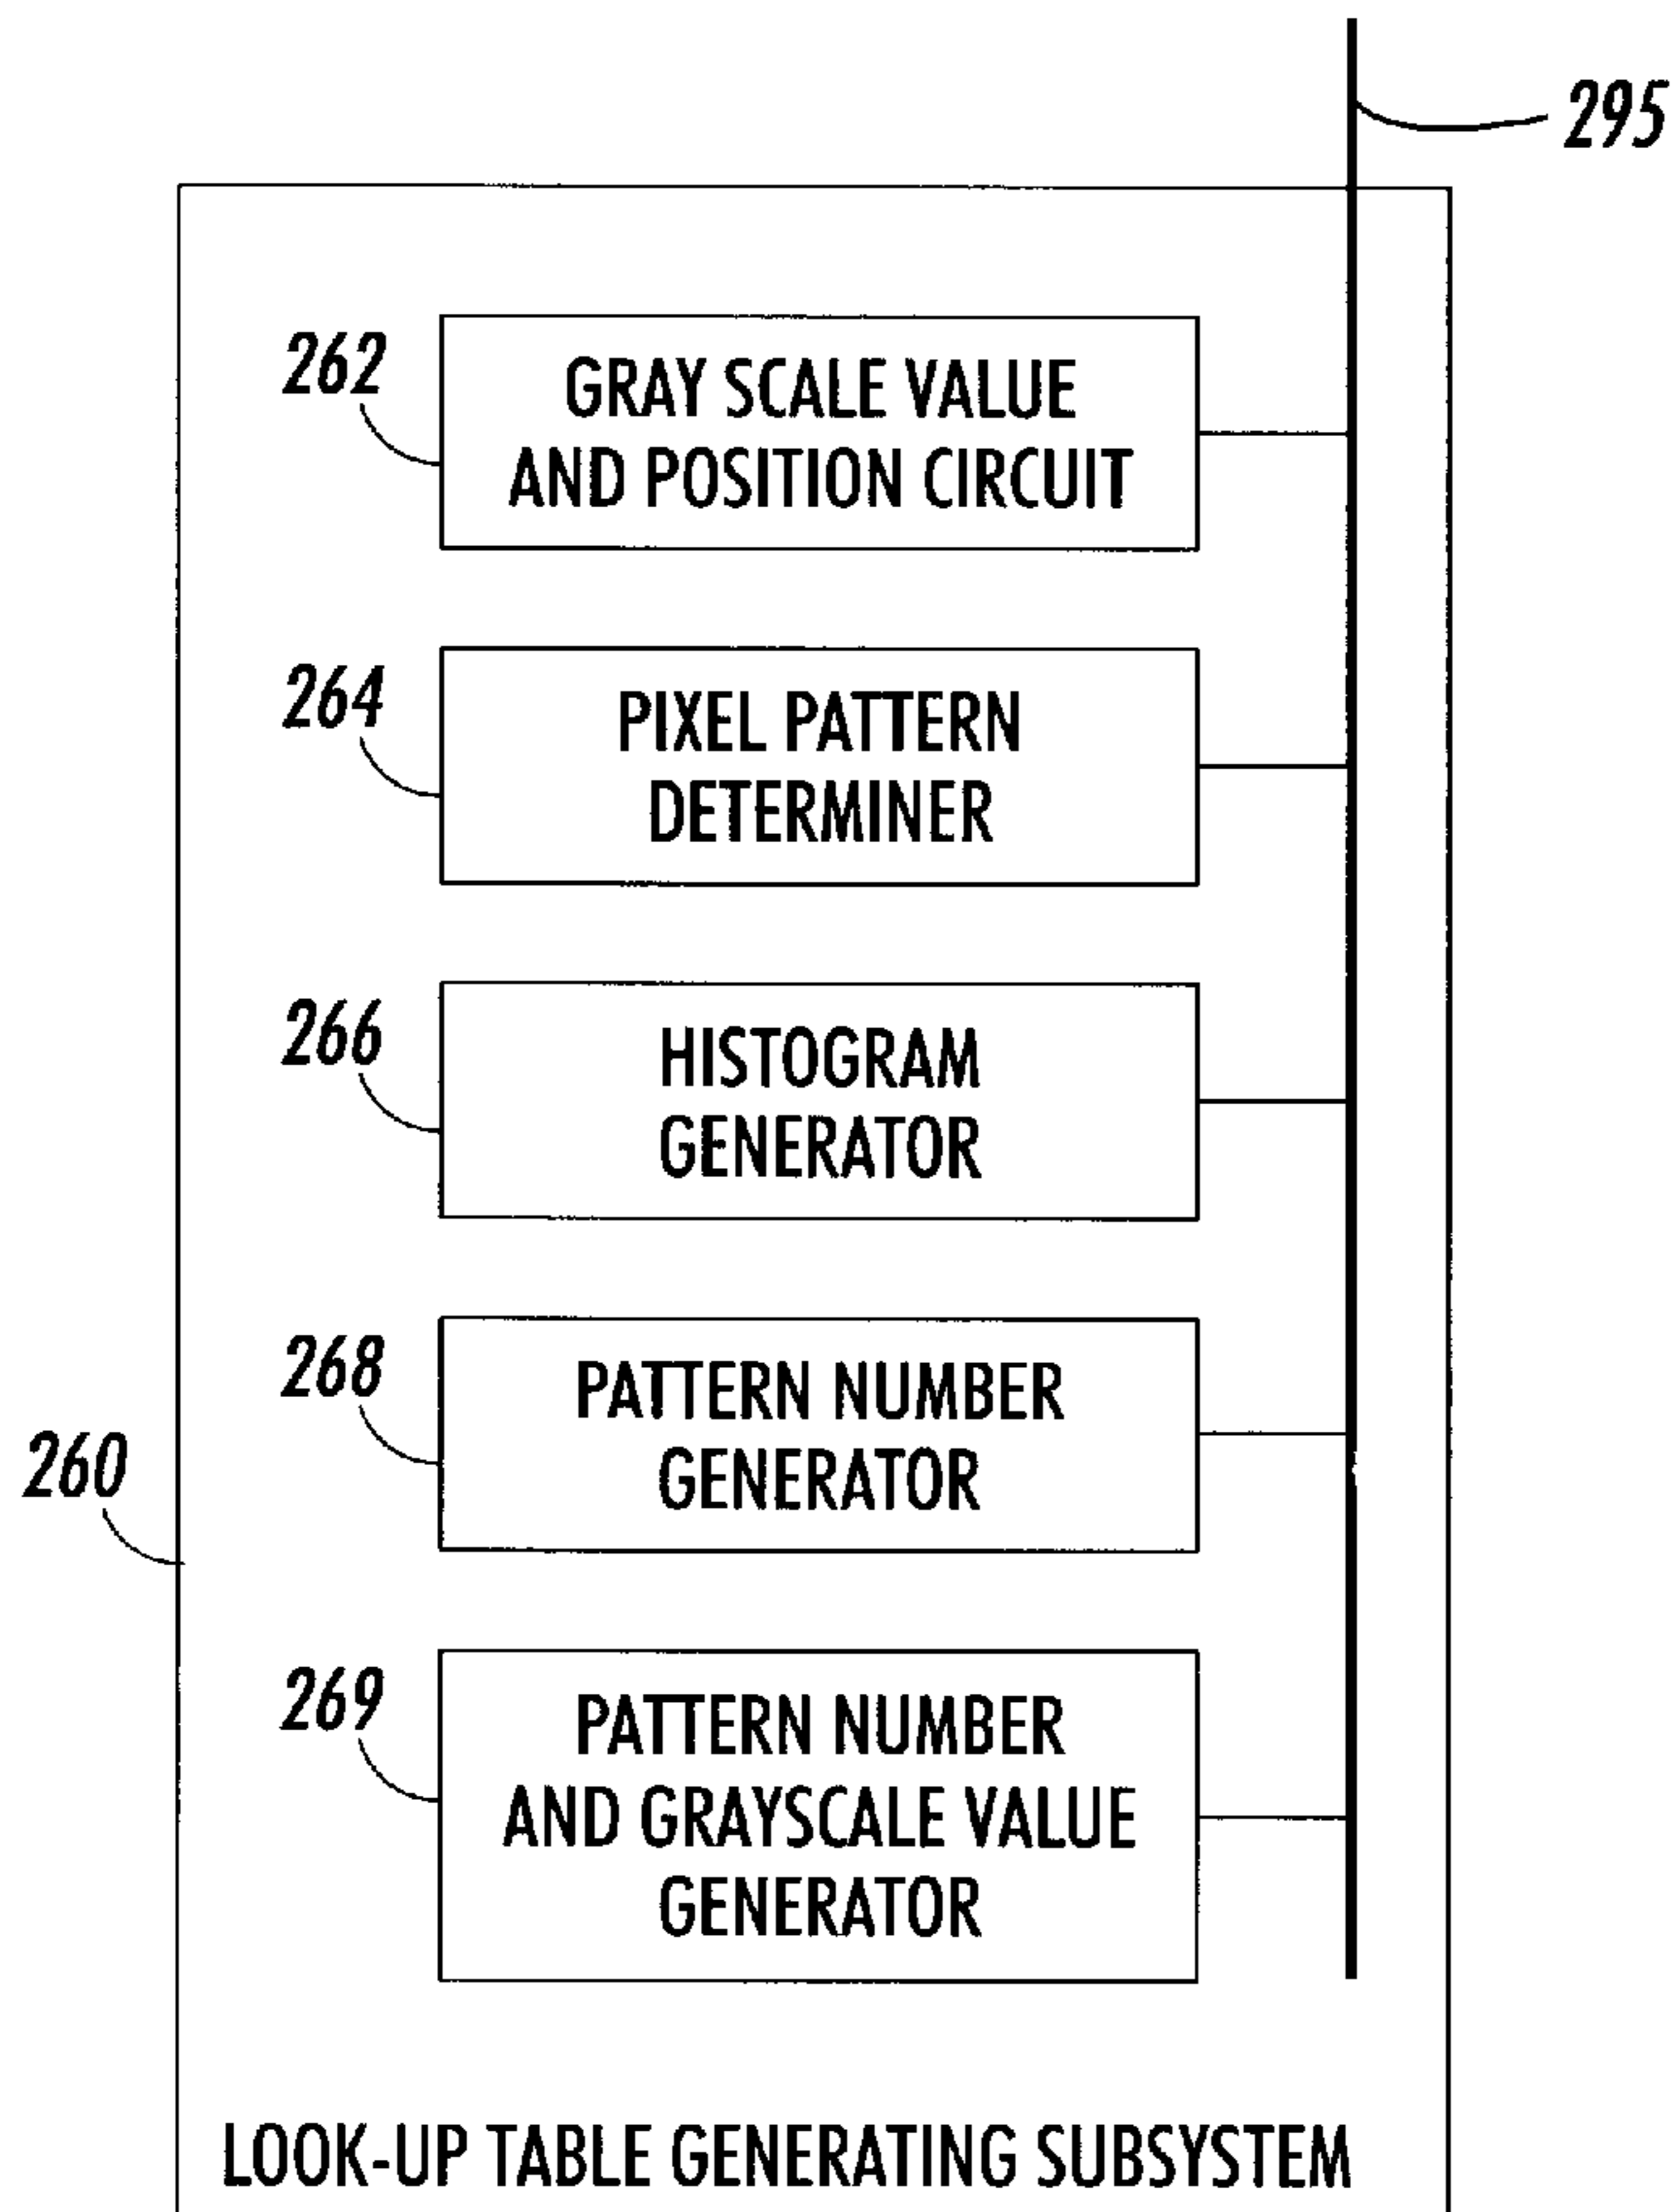 295
262
GRAY SCALE VALUE
AND POSITION CIRCUIT
264
PIXEL PATTERN
DETERMINER
266
HISTOGRAM
GENERATOR
268
PATTERN NUMBER
GENERATOR
260
269
PATTERN NUMBER
AND GRAYSCALE VALUE
GENERATOR
LOOK-UP TABLE GENERATING SUBSYSTEM